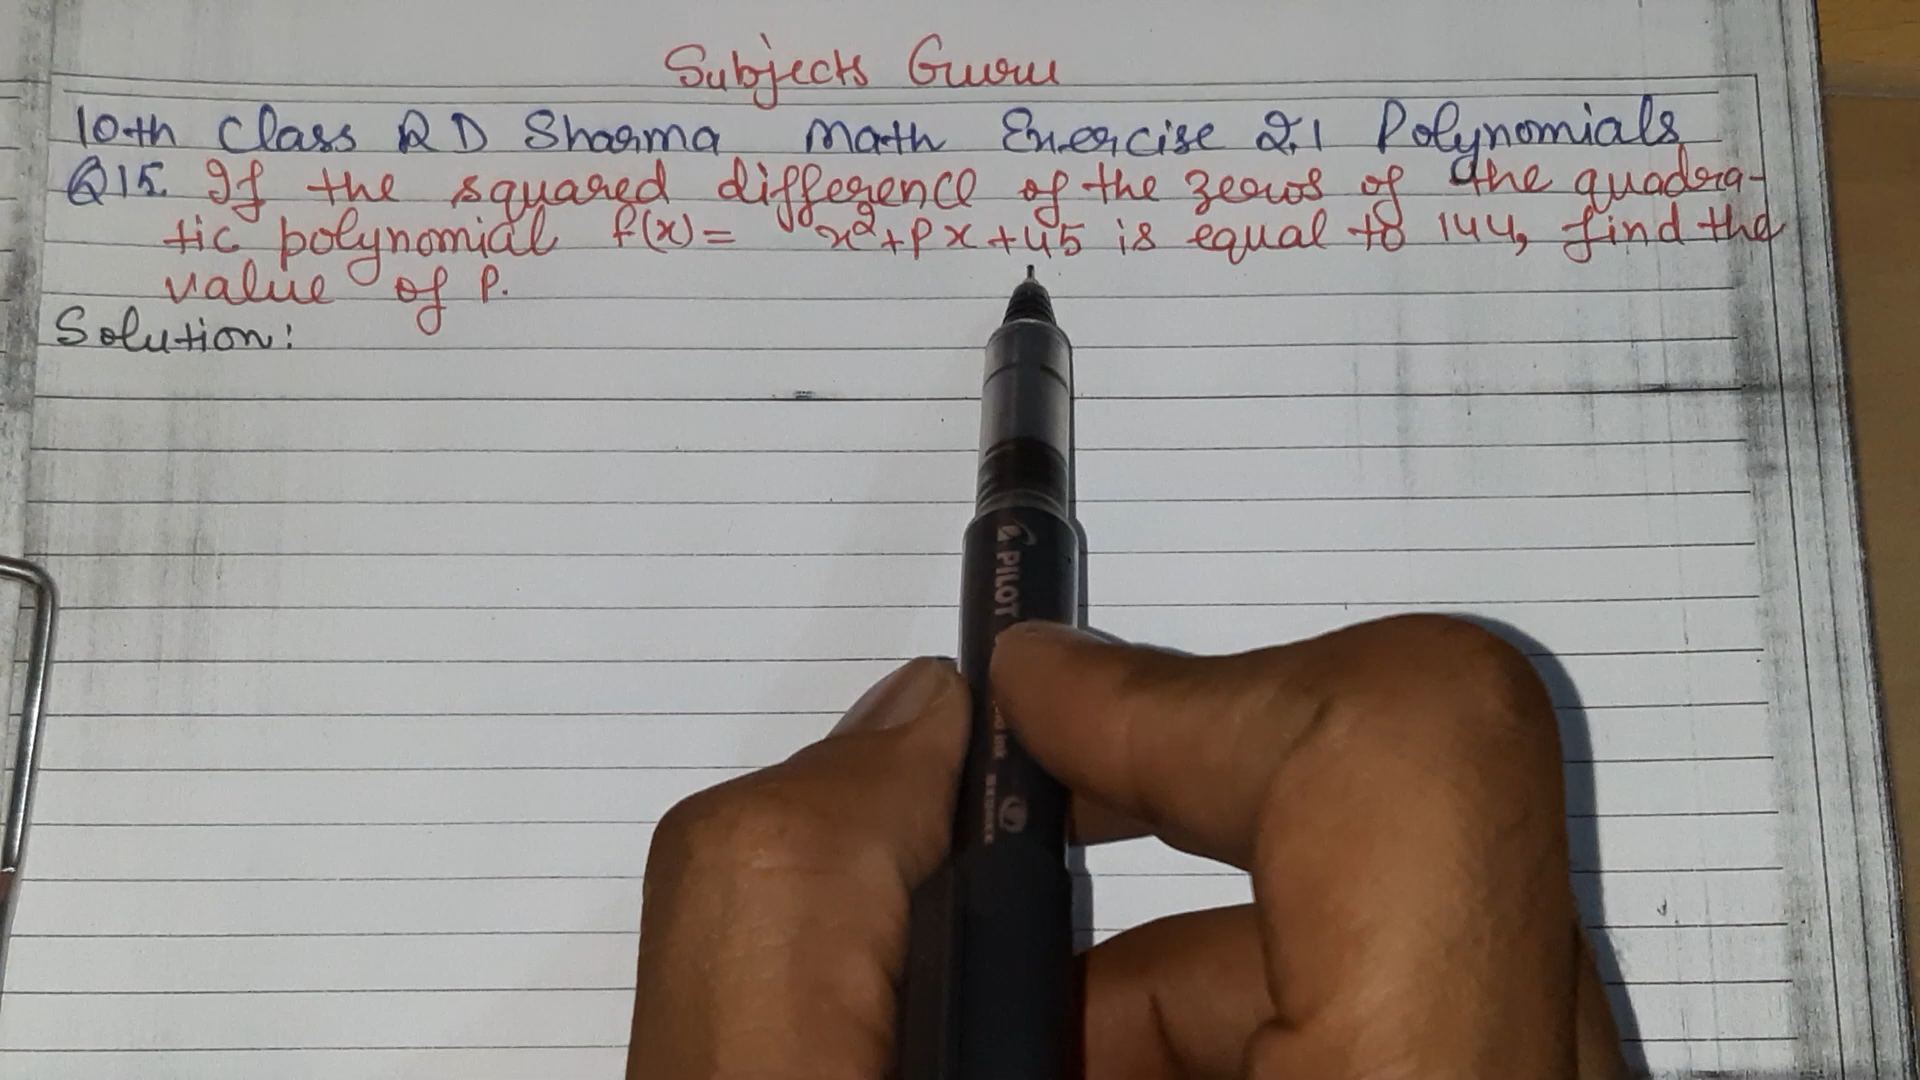 Subjects Guru
10th Class RD Sharma Math Exercise 2.1 Polynomials
Q15. If the squared difference of the zeros of the quadra-
tic polynomial f(x) = x²+px+45 is equal to 144, find the
value of p.
Solution:
PILOT